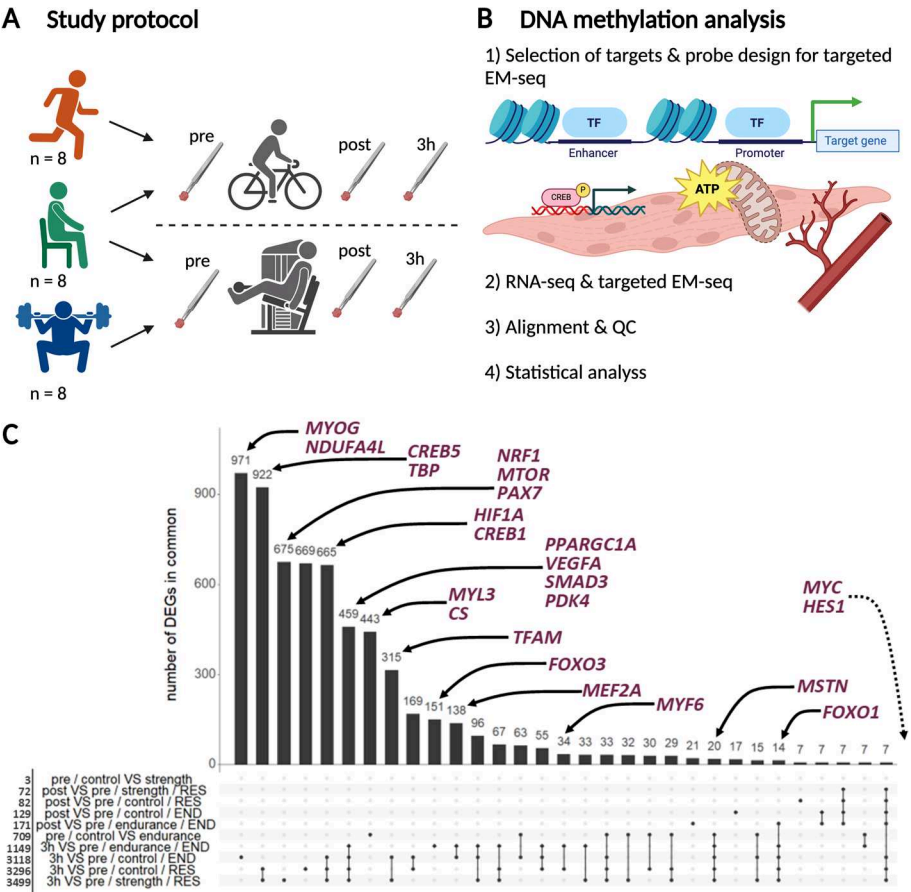 A Study protocol
n = 8
n = 8
n = 8
pre
post
3h
pre
post
3h
B DNA methylation analysis
1) Selection of targets & probe design for targeted
EM-seq
TF
TF
Enhancer
Promoter
Target gene
CREB
P
ATP
2) RNA-seq & targeted EM-seq
3) Alignment & QC
4) Statistical analyss
C
MYOG
NDUFA4L
CREB5
TBP
NRF1
MTOR
PAX7
HIF1A
CREB1
PPARGC1A
VEGFA
SMAD3
PDK4
MYL3
CS
TFAM
FOXO3
MEF2A
MYF6
MYC
HES1
MSTN
FOXO1
number of DEGs in common
900
600
300
0
971 922 675 669 665 459 443 315 169 151 138 96 67 63 55 34 33 33 32 30 29 21 20 17 15 14 7 7 7 7 7
3 pre / control VS strength
72 post VS pre / strength / RES
82 post VS pre / control / RES
129 post VS pre / control / END
171 post VS pre / endurance / END
709 pre / control VS endurance
1149 3h VS pre / endurance / END
3118 3h VS pre / control / END
3296 3h VS pre / control / RES
3499 3h VS pre / strength / RES